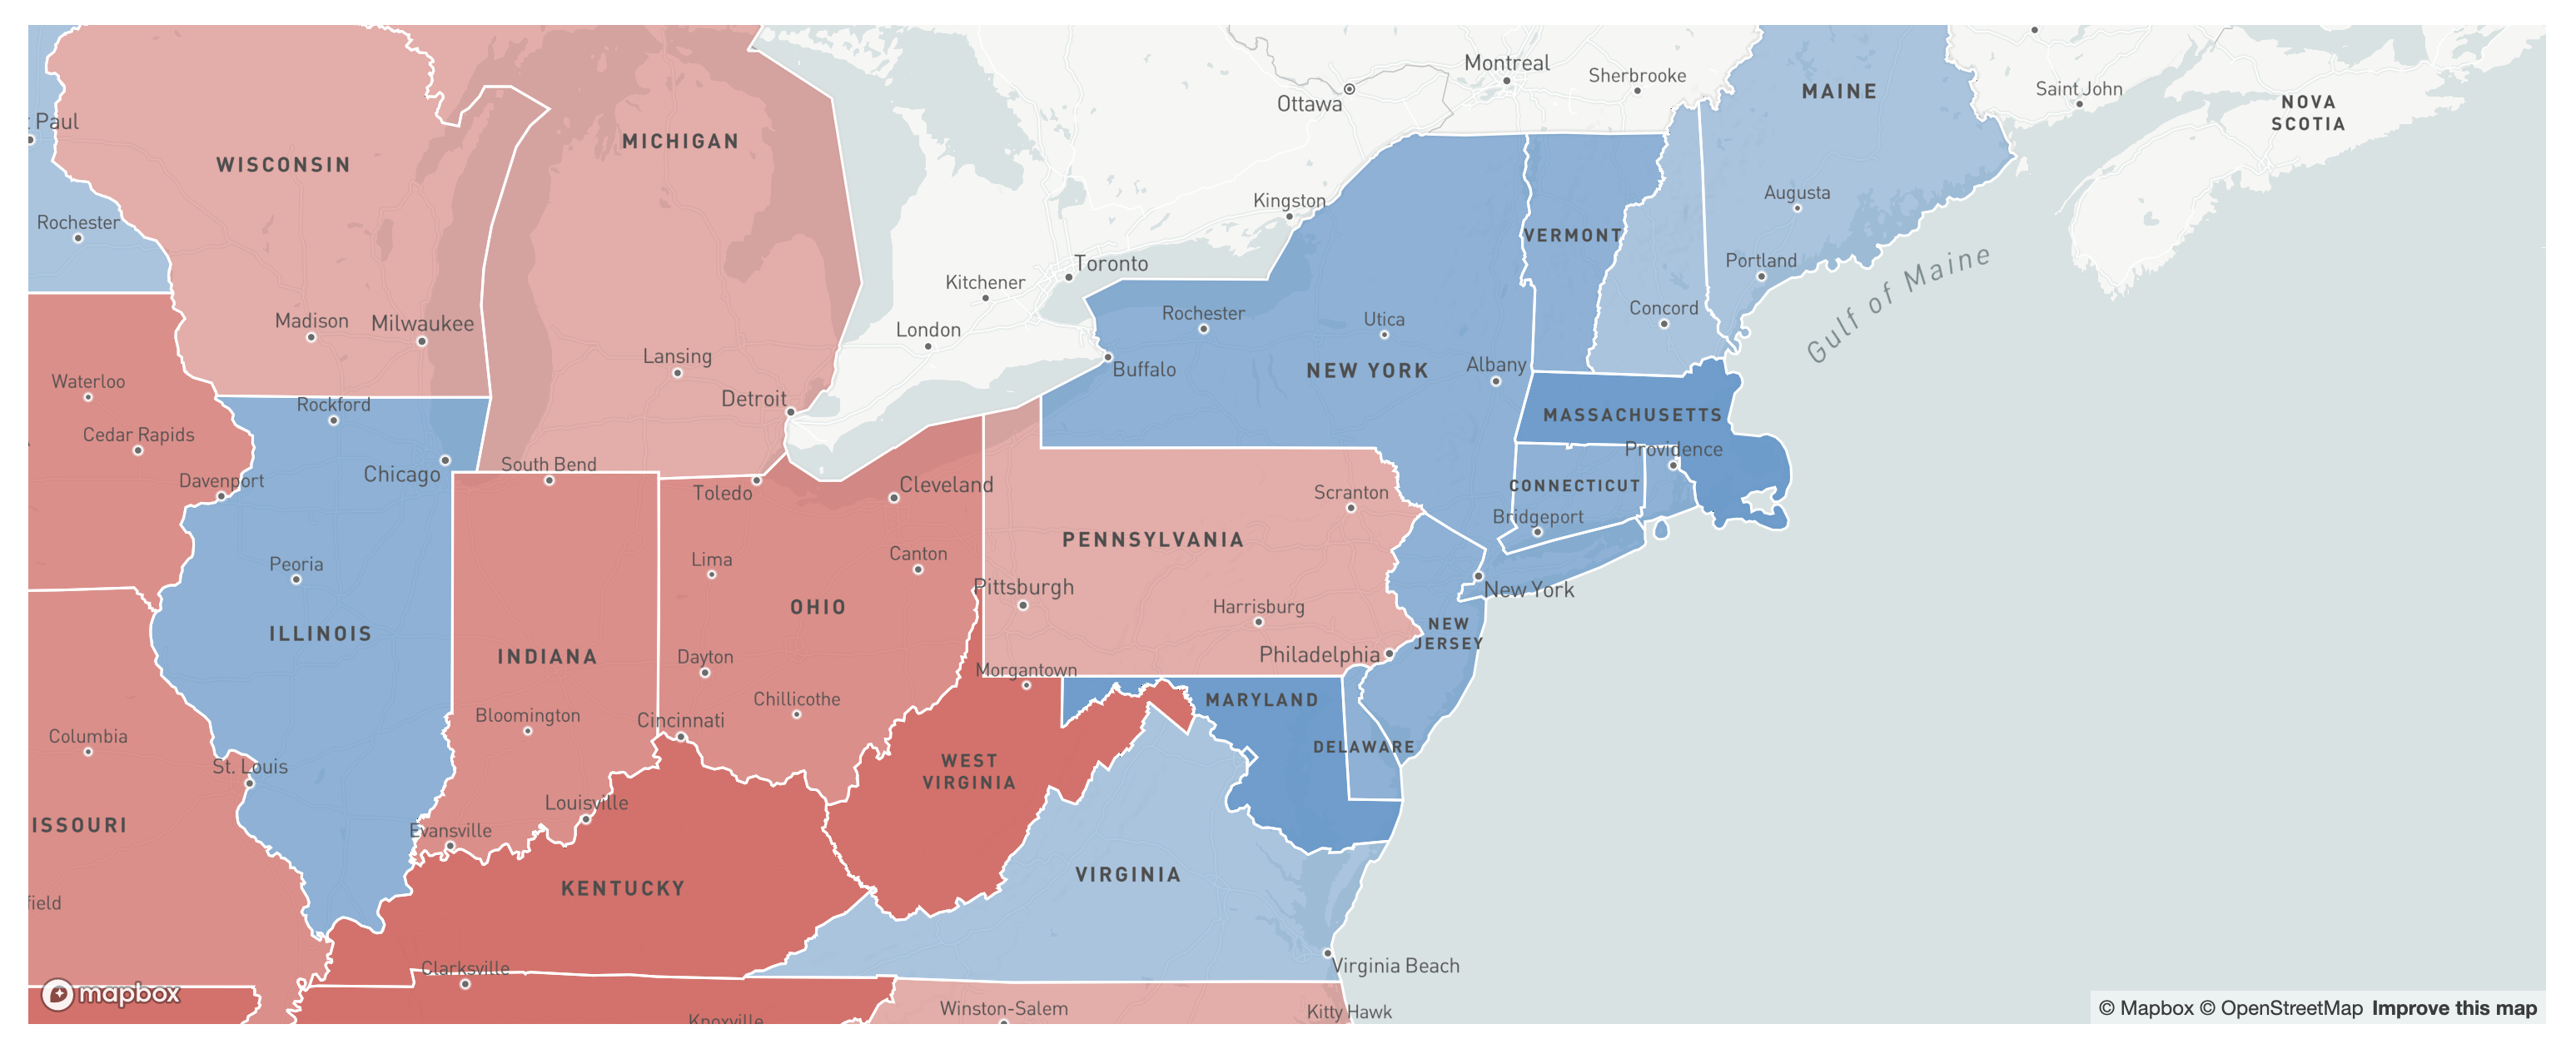 Montreal
Sherbrooke
Ottawa
MAINE
Saint John
NOVA
SCOTIA
Paul
WISCONSIN
MICHIGAN
Augusta
Kingston
Rochester
VERMONT
Portland
Gulf of Maine
Toronto
Kitchener
Rochester
Utica
Concord
Madison
Milwaukee
London
Lansing
Buffalo
NEW YORK
Albany
Waterloo
Detroit
Rockford
MASSACHUSETTS
Cedar Rapids
Providence
Chicago
South Bend
Davenport
Toledo
Cleveland
Scranton
CONNECTICUT
Bridgeport
PENNSYLVANIA
Peoria
Lima
Canton
Pittsburgh
New York
OHIO
Harrisburg
ILLINOIS
NEW
JERSEY
INDIANA
Dayton
Philadelphia
Morgantown
Chillicothe
MARYLAND
Bloomington
Cincinnati
Columbia
DELAWARE
St. Louis
WEST
VIRGINIA
Louisville
ISSOURI
Evansville
VIRGINIA
KENTUCKY
field
Clarksville
Virginia Beach
mapbox
Winston-Salem
Kitty Hawk
Knoxville
© Mapbox © OpenStreetMap Improve this map